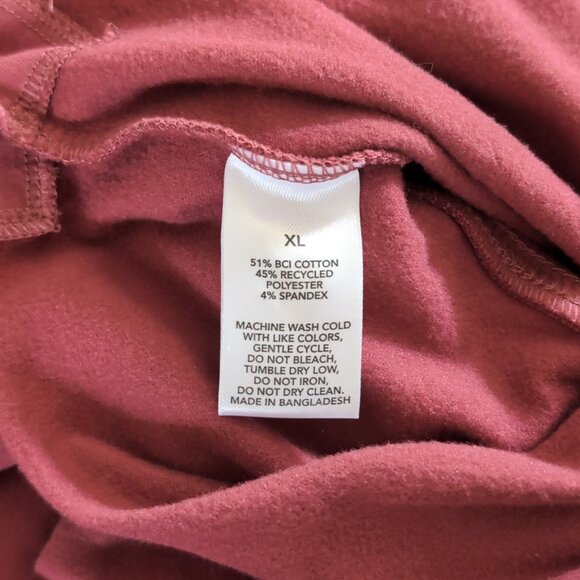 XL
51% BCI COTTON
45% RECYCLED
POLYESTER
4% SPANDEX
MACHINE WASH COLD
WITH LIKE COLORS,
GENTLE CYCLE,
DO NOT BLEACH,
TUMBLE DRY LOW,
DO NOT IRON,
DO NOT DRY CLEAN.
MADE IN BANGLADESH